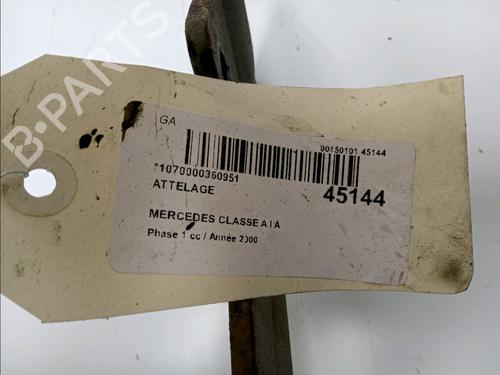 B-PARTS
GA
90150101 45144
*1070000360951
45144
ATTELAGE
MERCEDES CLASSE A I A
Phase 1 cc / Année 2000